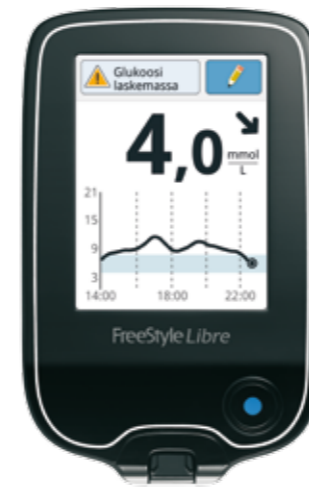 Glukoosi
laskemassa
4,0
mmol
L
21
15
9
3
14:00 18:00 22:00
FreeStyle Libre